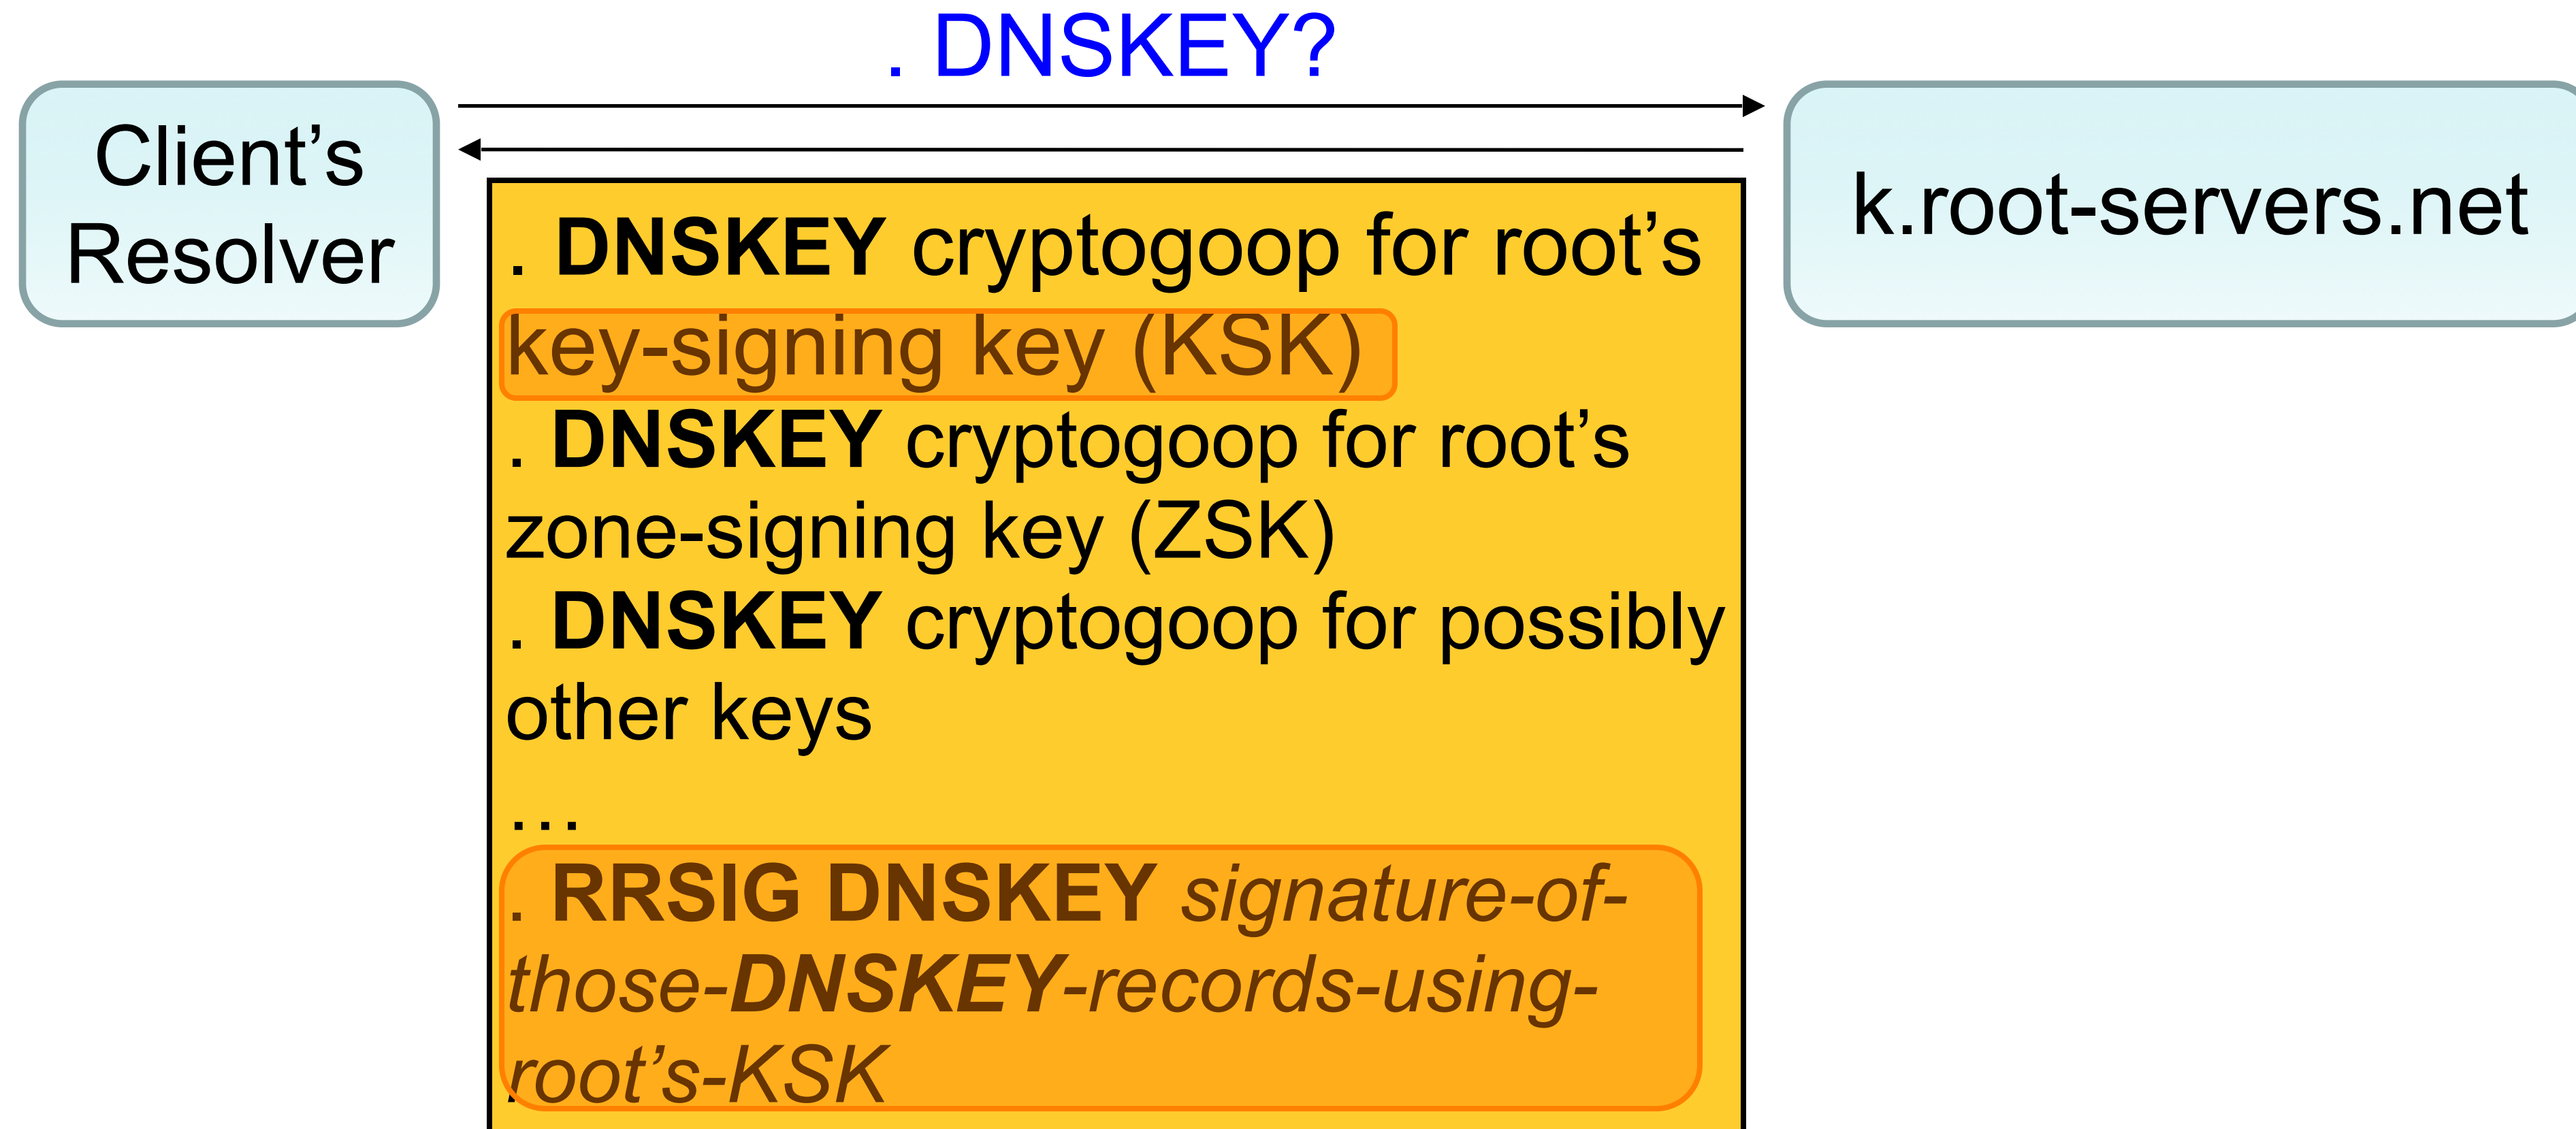 . DNSKEY?
Client’s
Resolver
k.root-servers.net
. DNSKEY cryptogoop for root’s
key-signing key (KSK)
. DNSKEY cryptogoop for root’s
zone-signing key (ZSK)
. DNSKEY cryptogoop for possibly
other keys
…
. RRSIG DNSKEY signature-of-
those-DNSKEY-records-using-
root’s-KSK